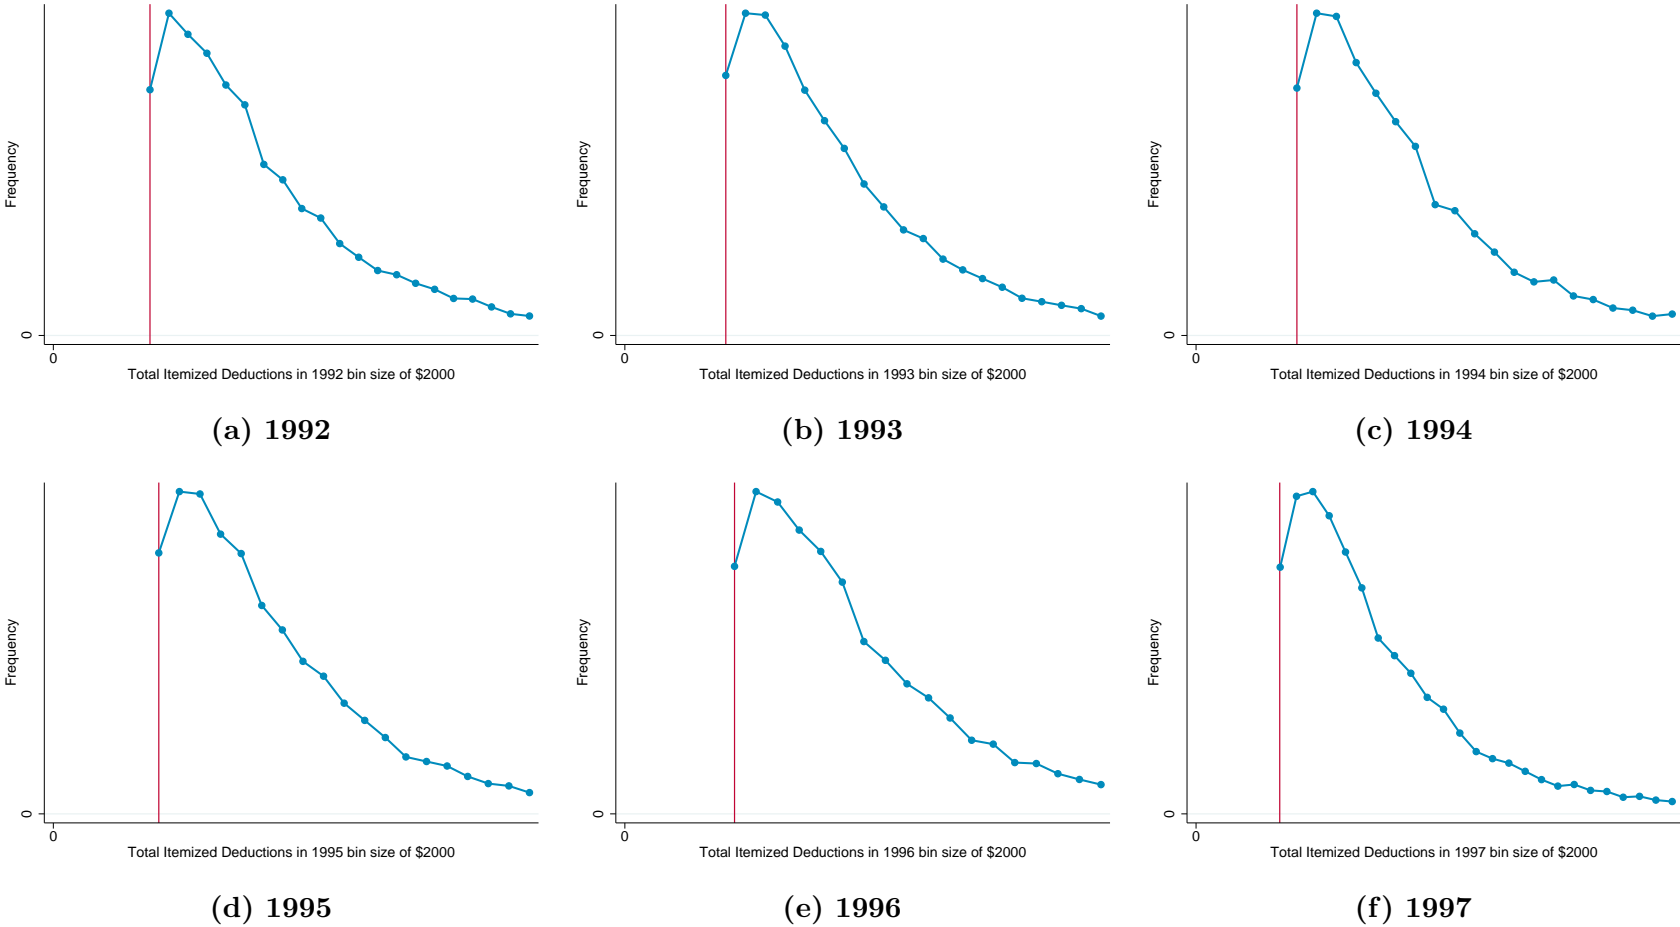 Frequency
0
0
Total Itemized Deductions in 1992 bin size of $2000
(a) 1992
Frequency
0
0
Total Itemized Deductions in 1993 bin size of $2000
(b) 1993
Frequency
0
0
Total Itemized Deductions in 1994 bin size of $2000
(c) 1994
Frequency
0
0
Total Itemized Deductions in 1995 bin size of $2000
(d) 1995
Frequency
0
0
Total Itemized Deductions in 1996 bin size of $2000
(e) 1996
Frequency
0
0
Total Itemized Deductions in 1997 bin size of $2000
(f) 1997